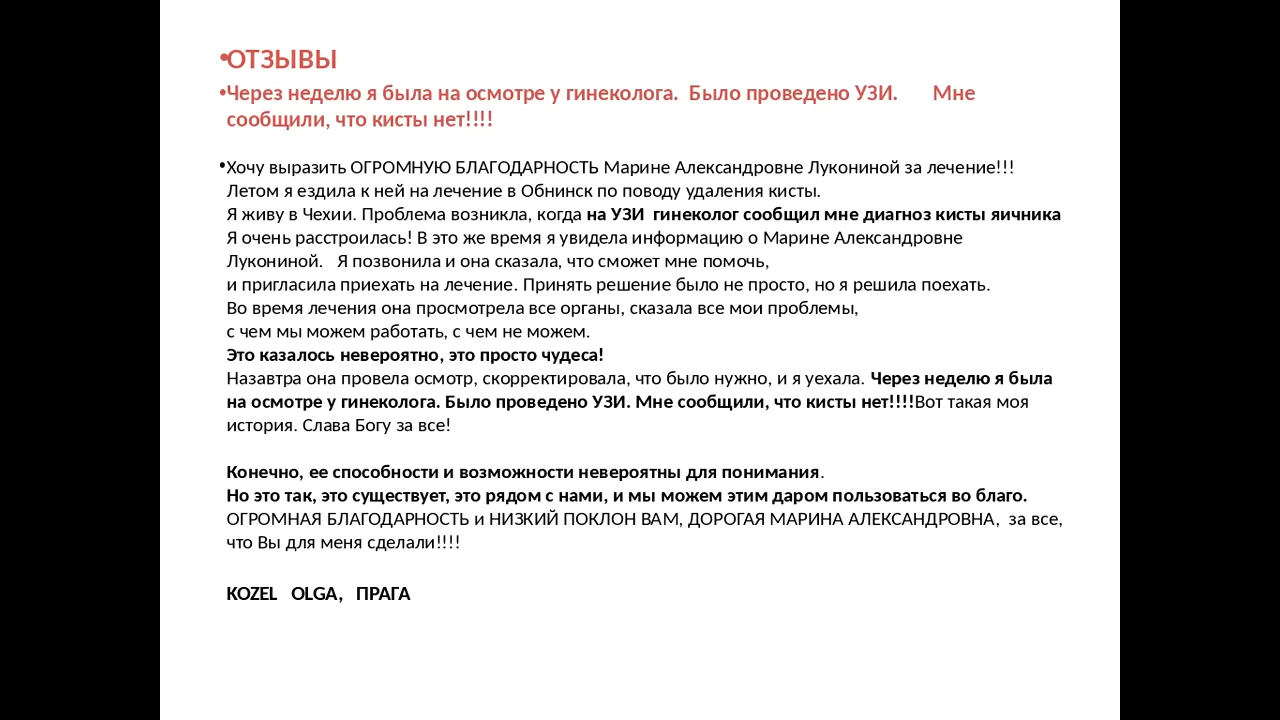 •ОТЗЫВЫ
•Через неделю я была на осмотре у гинеколога.  Было проведено УЗИ.       Мне
сообщили, что кисты нет!!!!
•Хочу выразить ОГРОМНУЮ БЛАГОДАРНОСТЬ Марине Александровне Лукониной за лечение!!!
Летом я ездила к ней на лечение в Обнинск по поводу удаления кисты.
Я живу в Чехии. Проблема возникла, когда на УЗИ  гинеколог сообщил мне диагноз кисты яичника
Я очень расстроилась! В это же время я увидела информацию о Марине Александровне
Лукониной.   Я позвонила и она сказала, что сможет мне помочь,
и пригласила приехать на лечение. Принять решение было не просто, но я решила поехать.
Во время лечения она просмотрела все органы, сказала все мои проблемы,
с чем мы можем работать, с чем не можем.
Это казалось невероятно, это просто чудеса!
Назавтра она провела осмотр, скорректировала, что было нужно, и я уехала. Через неделю я была
на осмотре у гинеколога. Было проведено УЗИ. Мне сообщили, что кисты нет!!!!Вот такая моя
история. Слава Богу за все!
Конечно, ее способности и возможности невероятны для понимания.
Но это так, это существует, это рядом с нами, и мы можем этим даром пользоваться во благо.
ОГРОМНАЯ БЛАГОДАРНОСТЬ и НИЗКИЙ ПОКЛОН ВАМ, ДОРОГАЯ МАРИНА АЛЕКСАНДРОВНА,  за все,
что Вы для меня сделали!!!!
KOZEL   OLGA,   ПРАГА